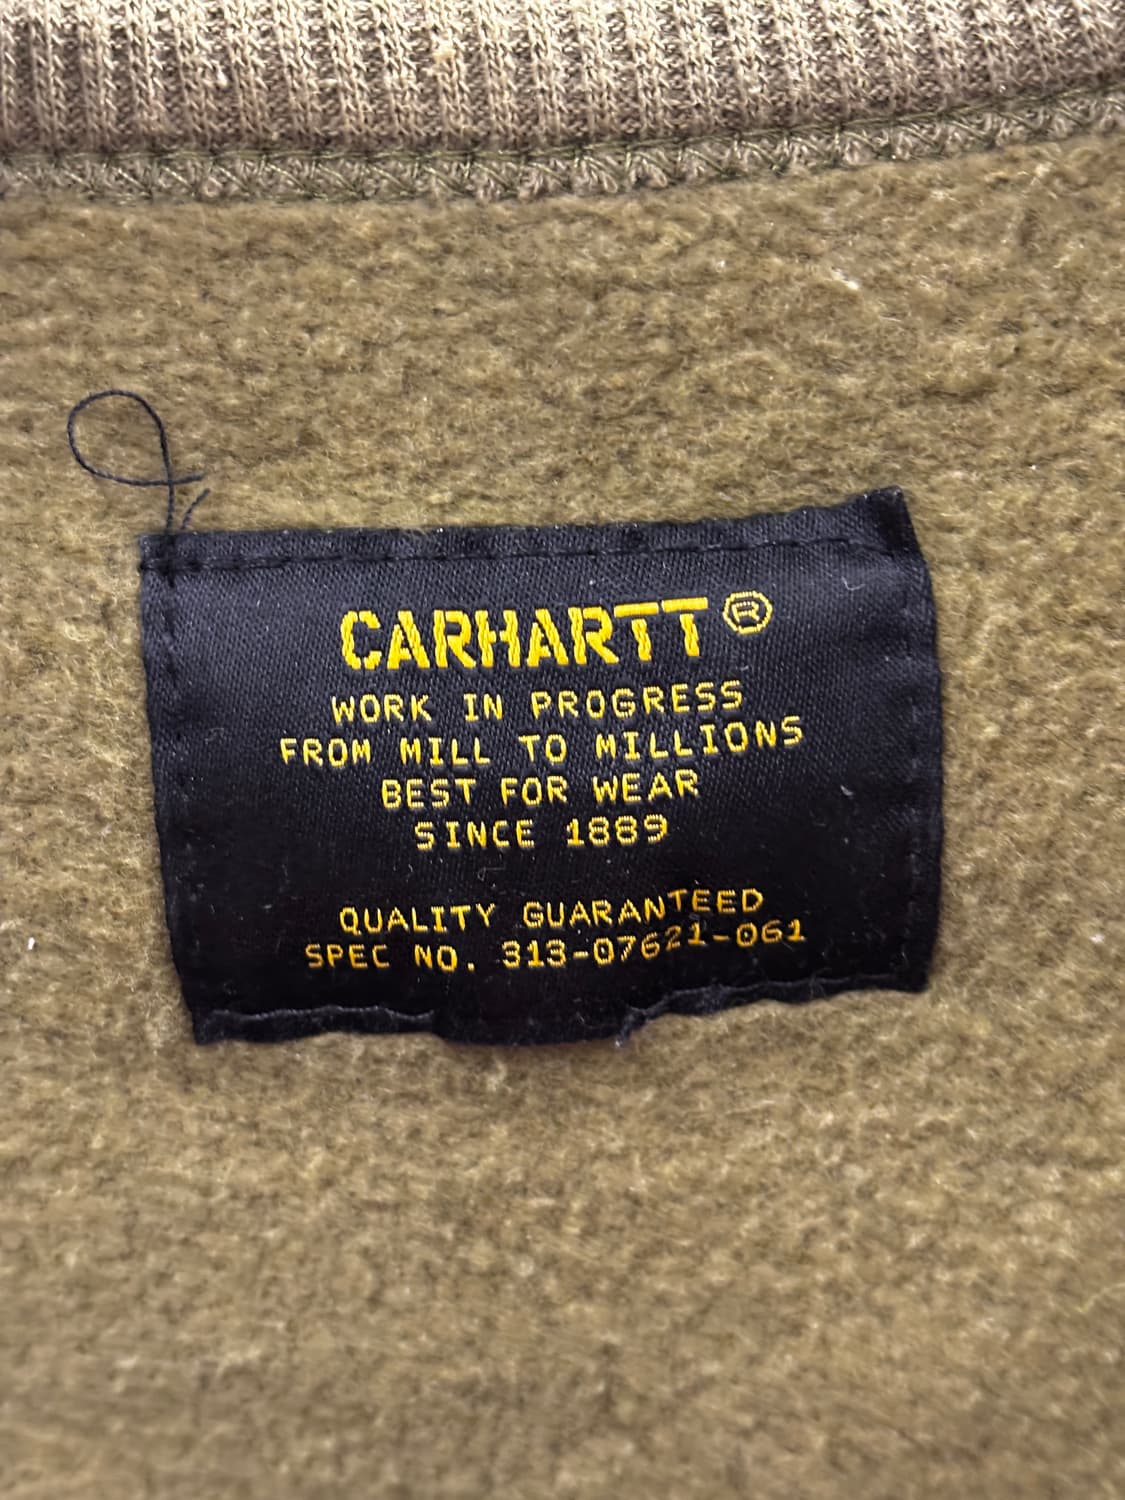 CARHARTT®
WORK IN PROGRESS
FROM MILL TO MILLIONS
BEST FOR WEAR
SINCE 1889
QUALITY GUARANTEED
SPEC NO. 313-07621-061